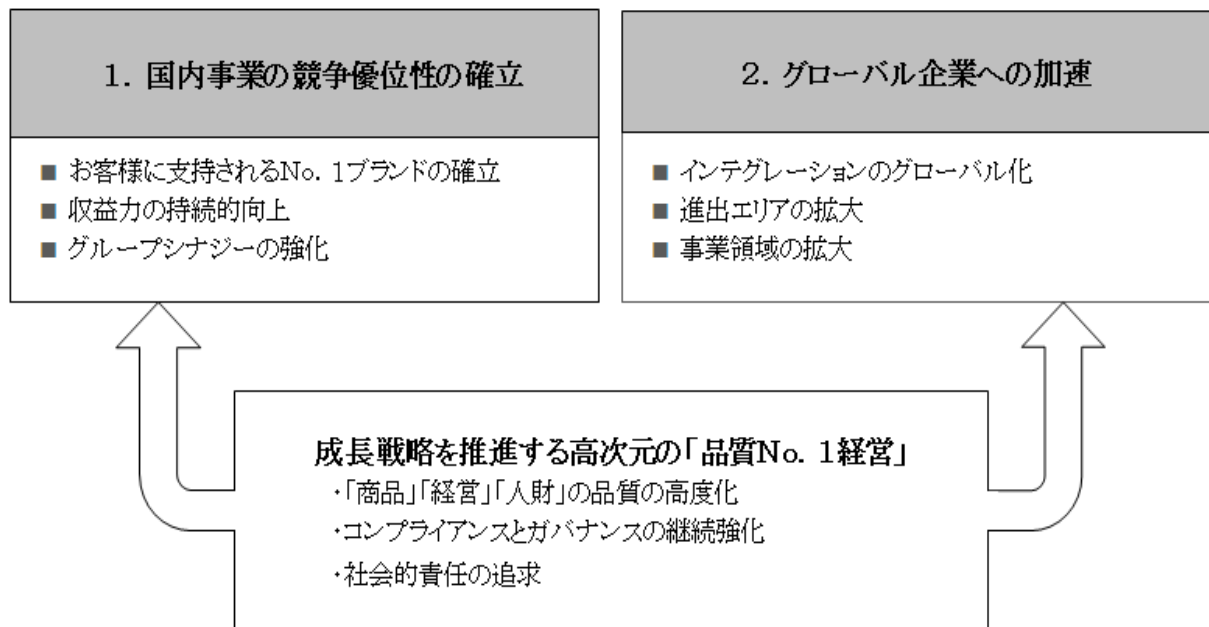 1. 国内事業の競争優位性の確立
■ お客様に支持されるNo. 1ブランドの確立
■ 収益力の持続的向上
■ グループシナジーの強化
2. グローバル企業への加速
■ インテグレーションのグローバル化
■ 進出エリアの拡大
■ 事業領域の拡大
成長戦略を推進する高次元の「品質No. 1経営」
・「商品」「経営」「人財」の品質の高度化
・コンプライアンスとガバナンスの継続強化
・社会的責任の追求